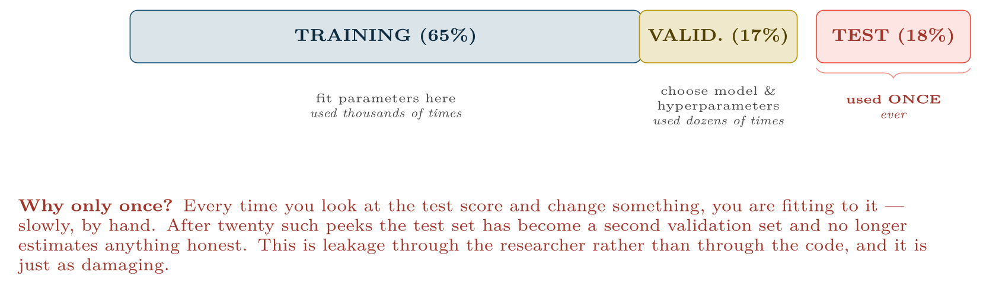 TRAINING (65%)
VALID. (17%)
TEST (18%)
fit parameters here
used thousands of times
choose model &
hyperparameters
used dozens of times
used ONCE
ever
Why only once? Every time you look at the test score and change something, you are fitting to it —
slowly, by hand. After twenty such peeks the test set has become a second validation set and no longer
estimates anything honest. This is leakage through the researcher rather than through the code, and it is
just as damaging.